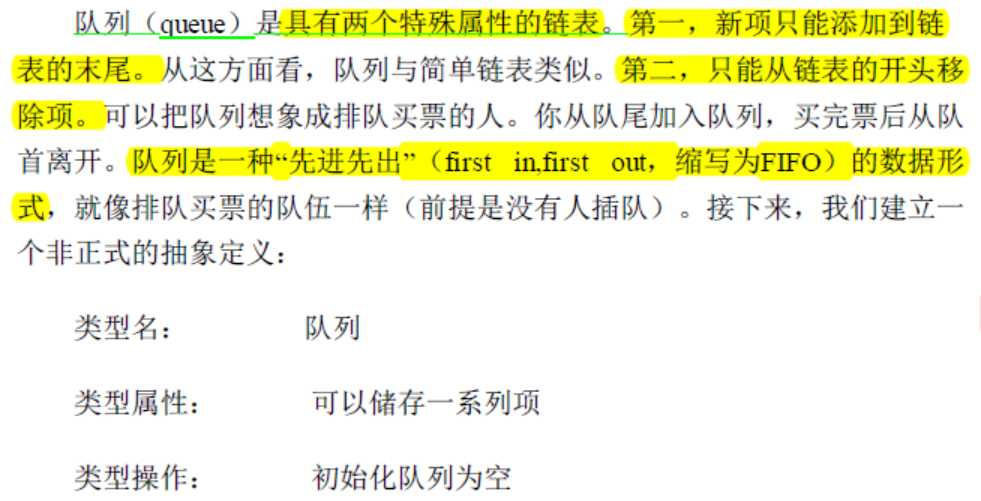 队列（queue）是具有两个特殊属性的链表。第一，新项只能添加到链
表的末尾。从这方面看，队列与简单链表类似。第二，只能从链表的开头移
除项。可以把队列想象成排队买票的人。你从队尾加入队列，买完票后从队
首离开。队列是一种“先进先出”（first in,first out，缩写为FIFO）的数据形
式，就像排队买票的队伍一样（前提是没有人插队）。接下来，我们建立一
个非正式的抽象定义：
类型名： 队列
类型属性： 可以储存一系列项
类型操作： 初始化队列为空